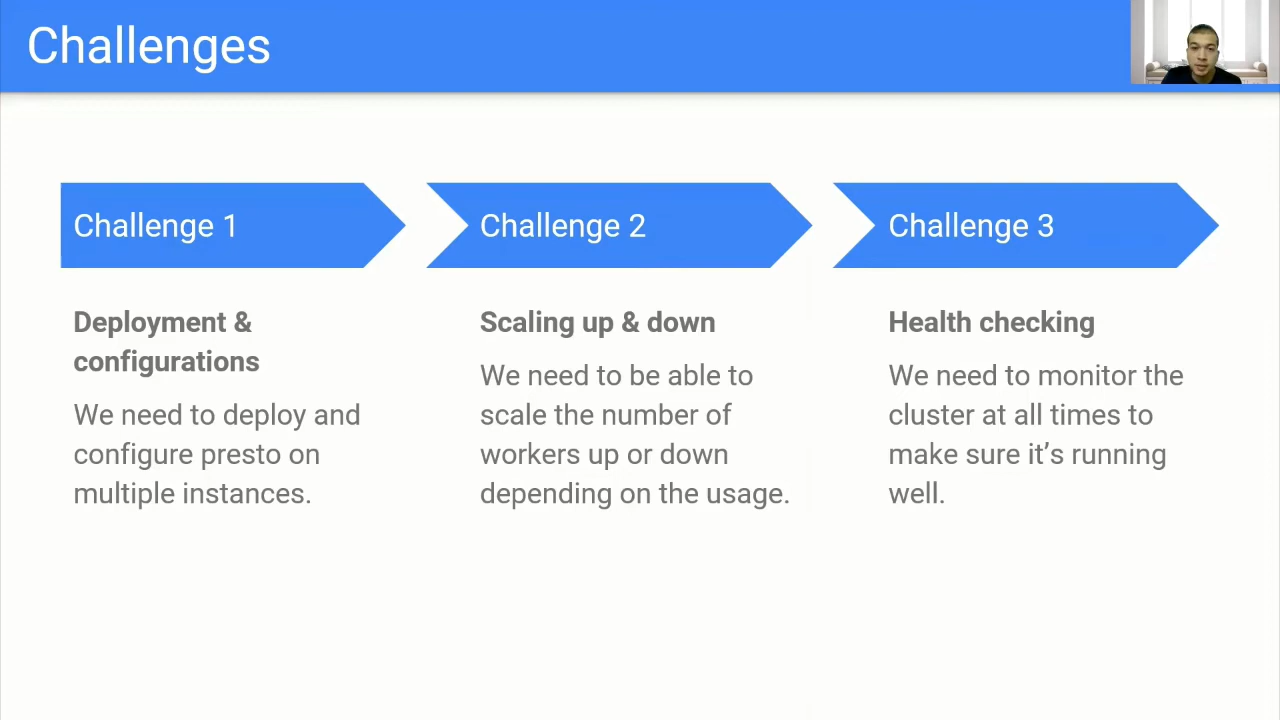 Challenges
Challenge 1
Challenge 2
Challenge 3
Deployment &
configurations
We need to deploy and
configure presto on
multiple instances.
Scaling up & down
We need to be able to
scale the number of
workers up or down
depending on the usage.
Health checking
We need to monitor the
cluster at all times to
make sure it’s running
well.